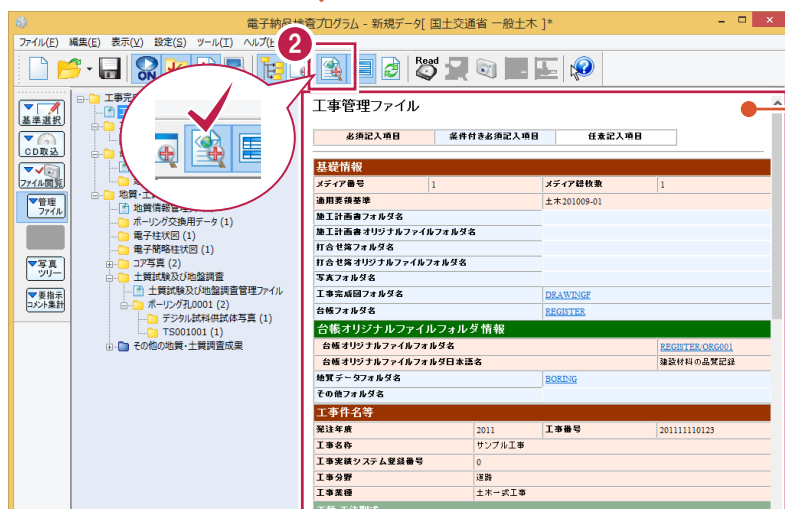 電子納品検査プログラム - 新規データ[ 国土交通省 一般土木 ]*
ファイル(F) 編集(E) 表示(V) 設定(S) ツール(T) ヘルプ(H
2
ON
Read
基準選択
CD取込
ファイル閲覧
管理
ファイル
写真
ツリー
要指示
コメント集計
工事完
地質・土
地質情報管理
ボーリング交換用データ (1)
電子柱状図 (1)
電子簡略柱状図 (1)
コア写真 (2)
土質試験及び地盤調査
土質試験及び地盤調査管理ファイル
ボーリング孔0001 (2)
デジタル試料供試体写真 (1)
TS001001 (1)
その他の地質・土質調査成果
工事管理ファイル
必須記入項目 条件付き必須記入項目 任意記入項目
基礎情報
メディア番号 1 メディア総枚数 1
適用要領基準 土木201009-01
施工計画書フォルダ名
施工計画書オリジナルファイルフォルダ名
打合せ簿フォルダ名
打合せ簿オリジナルファイルフォルダ名
写真フォルダ名
工事完成図フォルダ名 DRAWINGF
台帳フォルダ名 REGISTER
台帳オリジナルファイルフォルダ情報
台帳オリジナルファイルフォルダ名 REGISTER/ORG001
台帳オリジナルファイルフォルダ日本語名 建設材料の品質記録
地質データフォルダ名 BORING
その他フォルダ名
工事件名等
発注年度 2011 工事番号 201111110123
工事名称 サンプル工事
工事実績システム登録番号 0
工事分野 道路
工事業種 土木一式工事